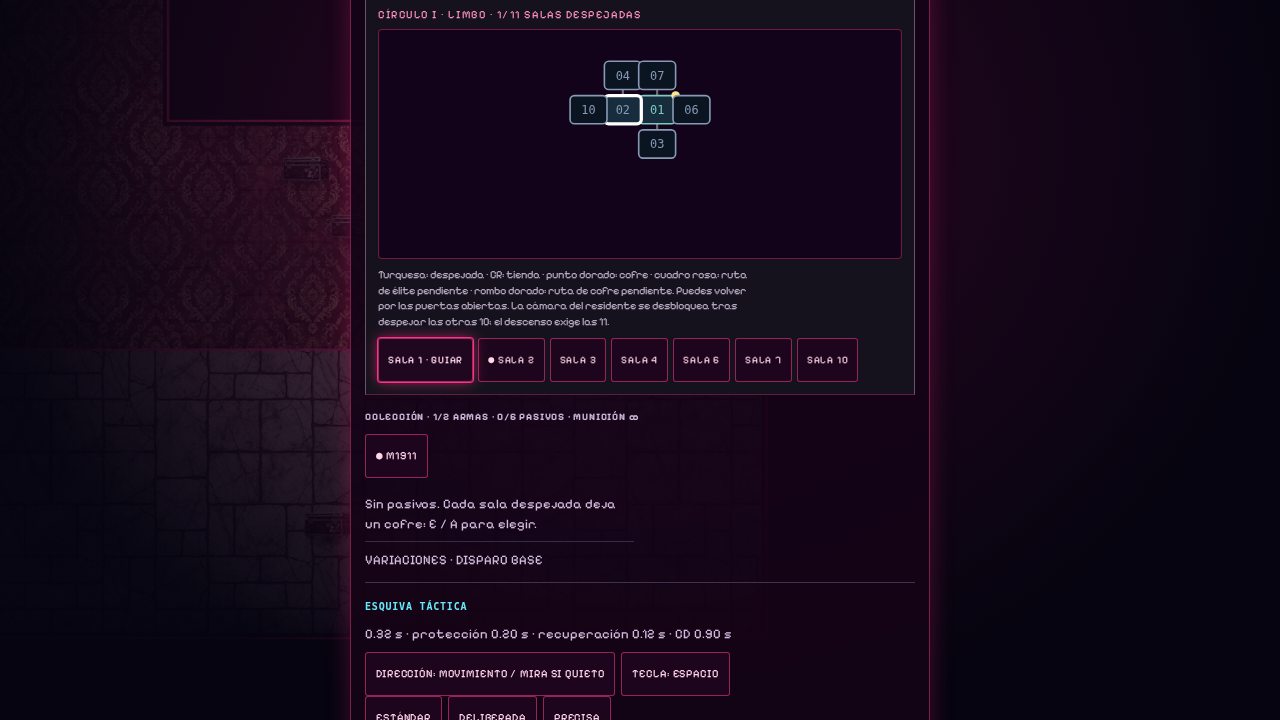 CÍRCULO I · LIMBO · 1/11 SALAS DESPEJADAS
04 07
10 02 01 06
03
Turquesa: despejada · CR: tienda · punto dorado: cofre · cuadro rosa: ruta
de élite pendiente · rombo dorado: ruta de cofre pendiente. Puedes volver
por las puertas abiertas. La cámara del residente se desbloquea tras
despejar las otras 10; el descenso exige las 11.
SALA 1 · GUIAR ● SALA 2 SALA 3 SALA 4 SALA 6 SALA 7 SALA 10
COLECCIÓN · 1/2 ARMAS · 0/6 PASIVOS · MUNICIÓN ∞
● M1911
Sin pasivos. Cada sala despejada deja
un cofre: E / A para elegir.
VARIACIONES · DISPARO BASE
ESQUIVA TÁCTICA
0.32 s · protección 0.20 s · recuperación 0.12 s · CD 0.90 s
DIRECCIÓN: MOVIMIENTO / MIRA SI QUIETO TECLA: ESPACIO
ESTÁNDAR DELIBERADA PRECISA